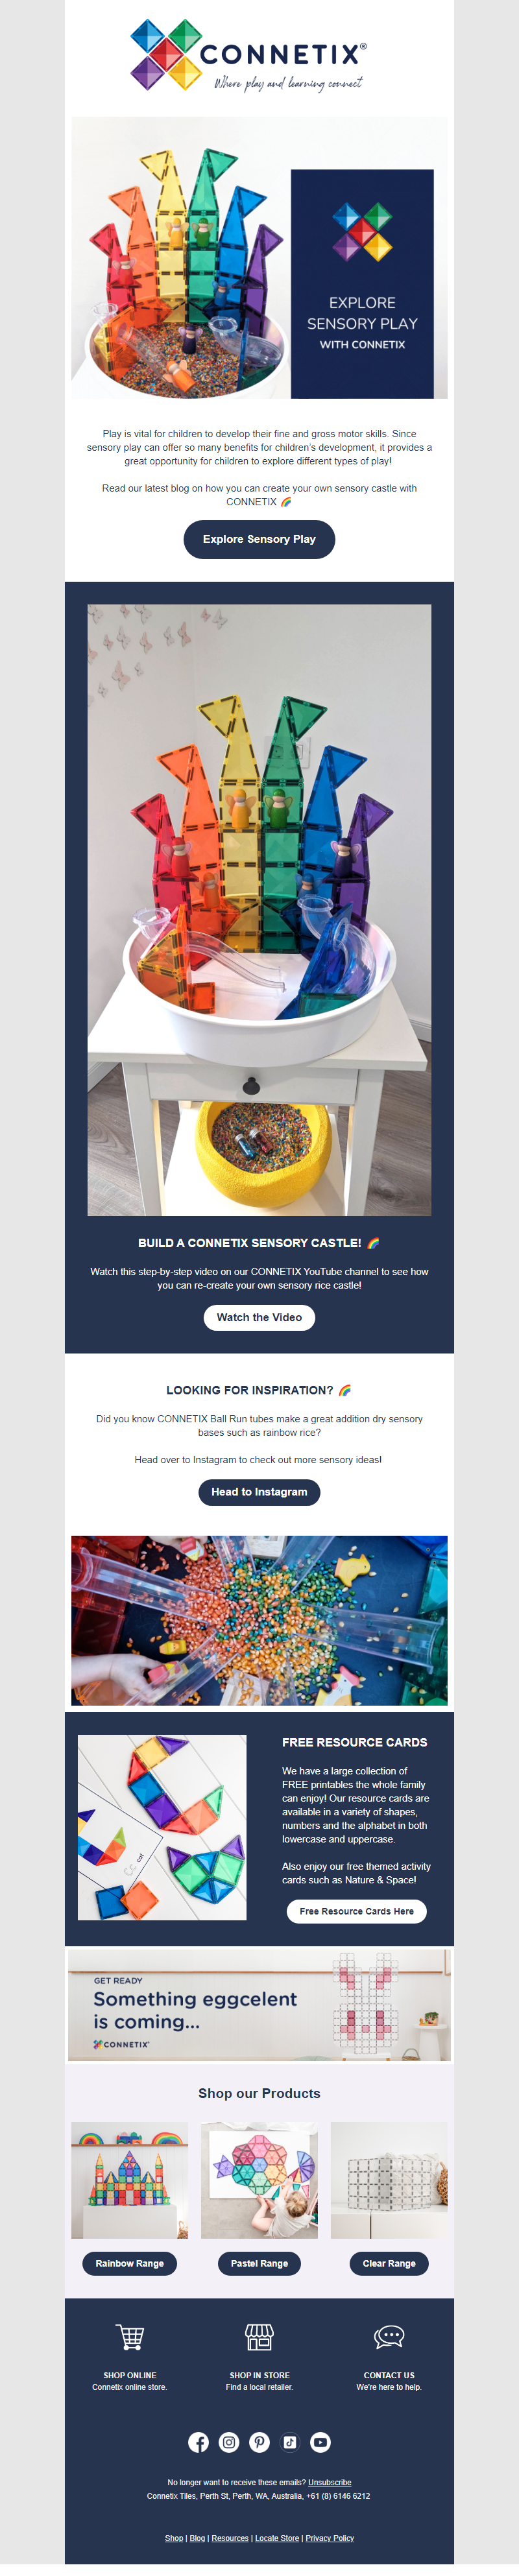 CONNETIX®
Where play and learning connect
EXPLORE
SENSORY PLAY
WITH CONNETIX
Play is vital for children to develop their fine and gross motor skills. Since
sensory play can offer so many benefits for children's development, it provides a
great opportunity for children to explore different types of play!
Read our latest blog on how you can create your own sensory castle with
CONNETIX 🌈
Explore Sensory Play
BUILD A CONNETIX SENSORY CASTLE! 🌈
Watch this step-by-step video on our CONNETIX YouTube channel to see how
you can re-create your own sensory rice castle!
Watch the Video
LOOKING FOR INSPIRATION? 🌈
Did you know CONNETIX Ball Run tubes make a great addition dry sensory
bases such as rainbow rice?
Head over to Instagram to check out more sensory ideas!
Head to Instagram
FREE RESOURCE CARDS
We have a large collection of
FREE printables the whole family
can enjoy! Our resource cards are
available in a variety of shapes,
numbers and the alphabet in both
lowercase and uppercase.
Also enjoy our free themed activity
cards such as Nature & Space!
Free Resource Cards Here
cat
GET READY
Something eggcelent
is coming...
CONNETIX®
Shop our Products
Rainbow Range
Pastel Range
Clear Range
SHOP ONLINE
Connetix online store.
SHOP IN STORE
Find a local retailer.
CONTACT US
We're here to help.
No longer want to receive these emails? Unsubscribe
Connetix Tiles, Perth St, Perth, WA, Australia, +61 (8) 6146 6212
Shop | Blog | Resources | Locate Store | Privacy Policy